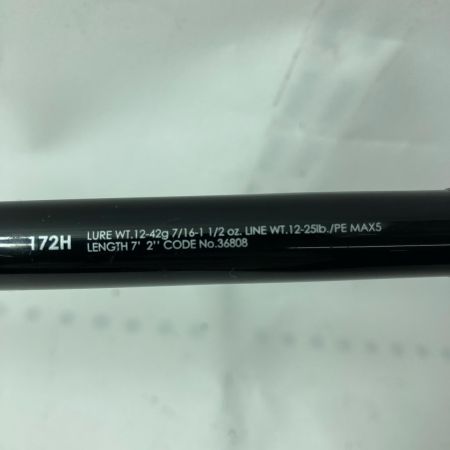 172H
LURE WT.12-42g 7/16-1 1/2 oz. LINE WT.12-25lb./PE MAX5
LENGTH 7' 2'' CODE No.36808